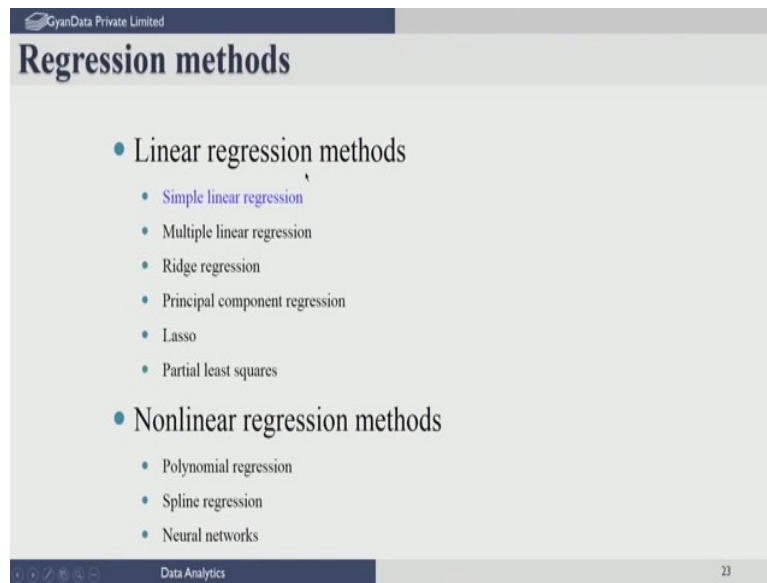 GyanData Private Limited
Regression methods
Linear regression methods
Simple linear regression
Multiple linear regression
Ridge regression
Principal component regression
Lasso
Partial least squares
Nonlinear regression methods
Polynomial regression
Spline regression
Neural networks
Data Analytics
23